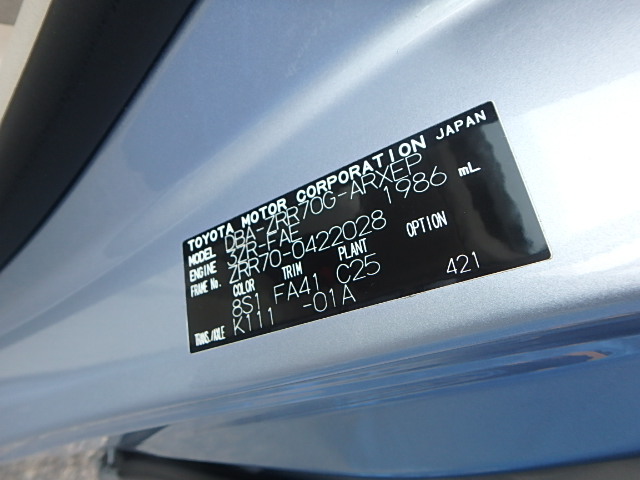 TOYOTA MOTOR CORPORATION JAPAN
MODEL DBA-ZRR70G-ARXEP
ENGINE 3ZR-FAE 1986 mL
FRAME No. ZRR70-0422028
COLOR TRIM PLANT OPTION
8S1 FA41 C25 421
TRANS./AXLE K111 -01A